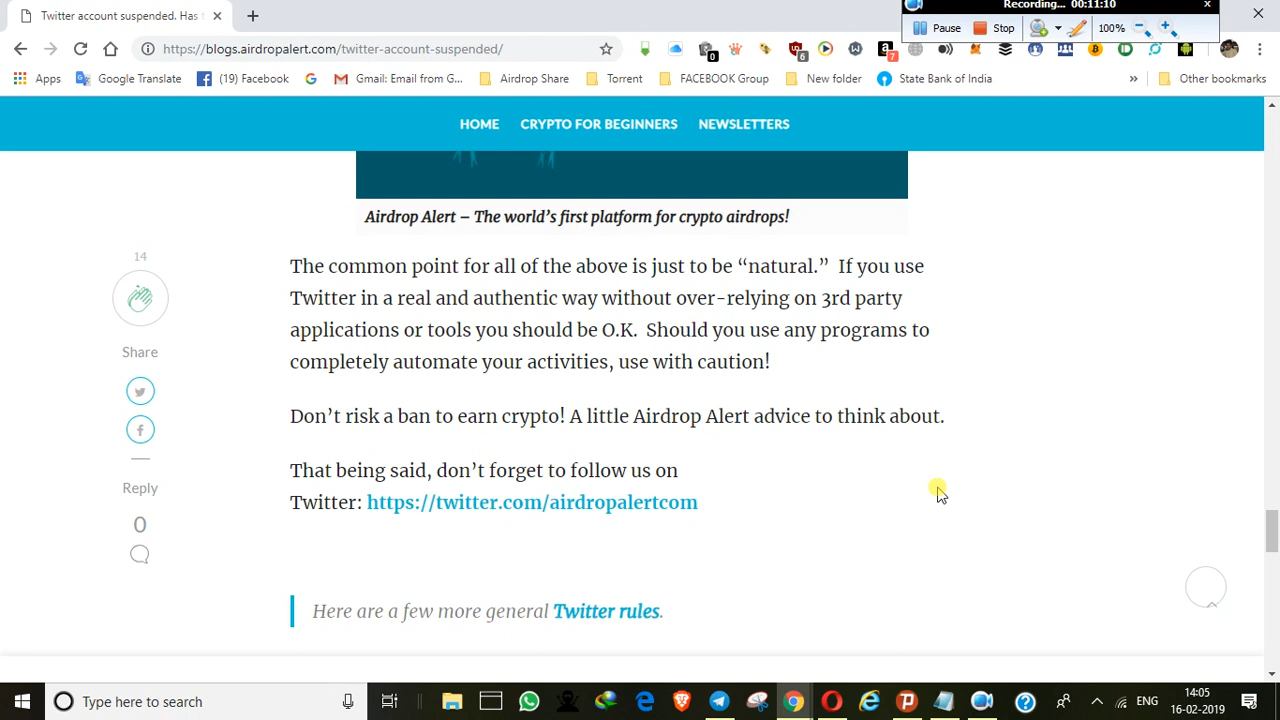 Recording... 00:11:10
Twitter account suspended. Has t
Pause
Stop
100%
https://blogs.airdropalert.com/twitter-account-suspended/
0
6
7
Apps
Google Translate
(19) Facebook
Gmail: Email from G...
Airdrop Share
Torrent
FACEBOOK Group
New folder
State Bank of India
Other bookmarks
HOME
CRYPTO FOR BEGINNERS
NEWSLETTERS
Airdrop Alert – The world's first platform for crypto airdrops!
14
Share
Reply
0
The common point for all of the above is just to be “natural.”  If you use
Twitter in a real and authentic way without over-relying on 3rd party
applications or tools you should be O.K.  Should you use any programs to
completely automate your activities, use with caution!
Don’t risk a ban to earn crypto! A little Airdrop Alert advice to think about.
That being said, don’t forget to follow us on
Twitter: https://twitter.com/airdropalertcom
Here are a few more general Twitter rules.
Type here to search
ENG
14:05
16-02-2019